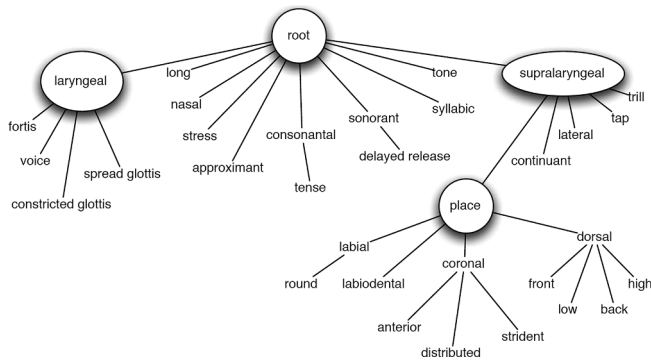 root
laryngeal
long
tone
supralaryngeal
nasal
syllabic
trill
fortis
stress
consonantal
sonorant
tap
lateral
voice
approximant
delayed release
continuant
spread glottis
tense
constricted glottis
place
labial
dorsal
coronal
round
labiodental
front
high
low
back
anterior
strident
distributed